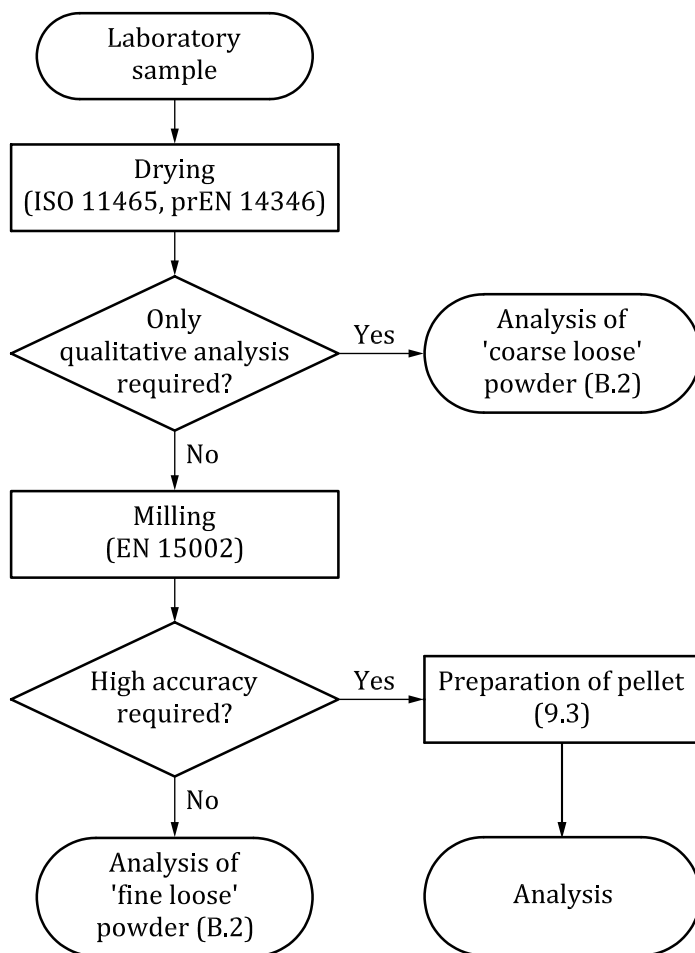 Laboratory
sample
Drying
(ISO 11465, prEN 14346)
Only
qualitative analysis
required?
Yes
Analysis of
'coarse loose'
powder (B.2)
No
Milling
(EN 15002)
High accuracy
required?
Yes
Preparation of pellet
(9.3)
No
Analysis of
'fine loose'
powder (B.2)
Analysis